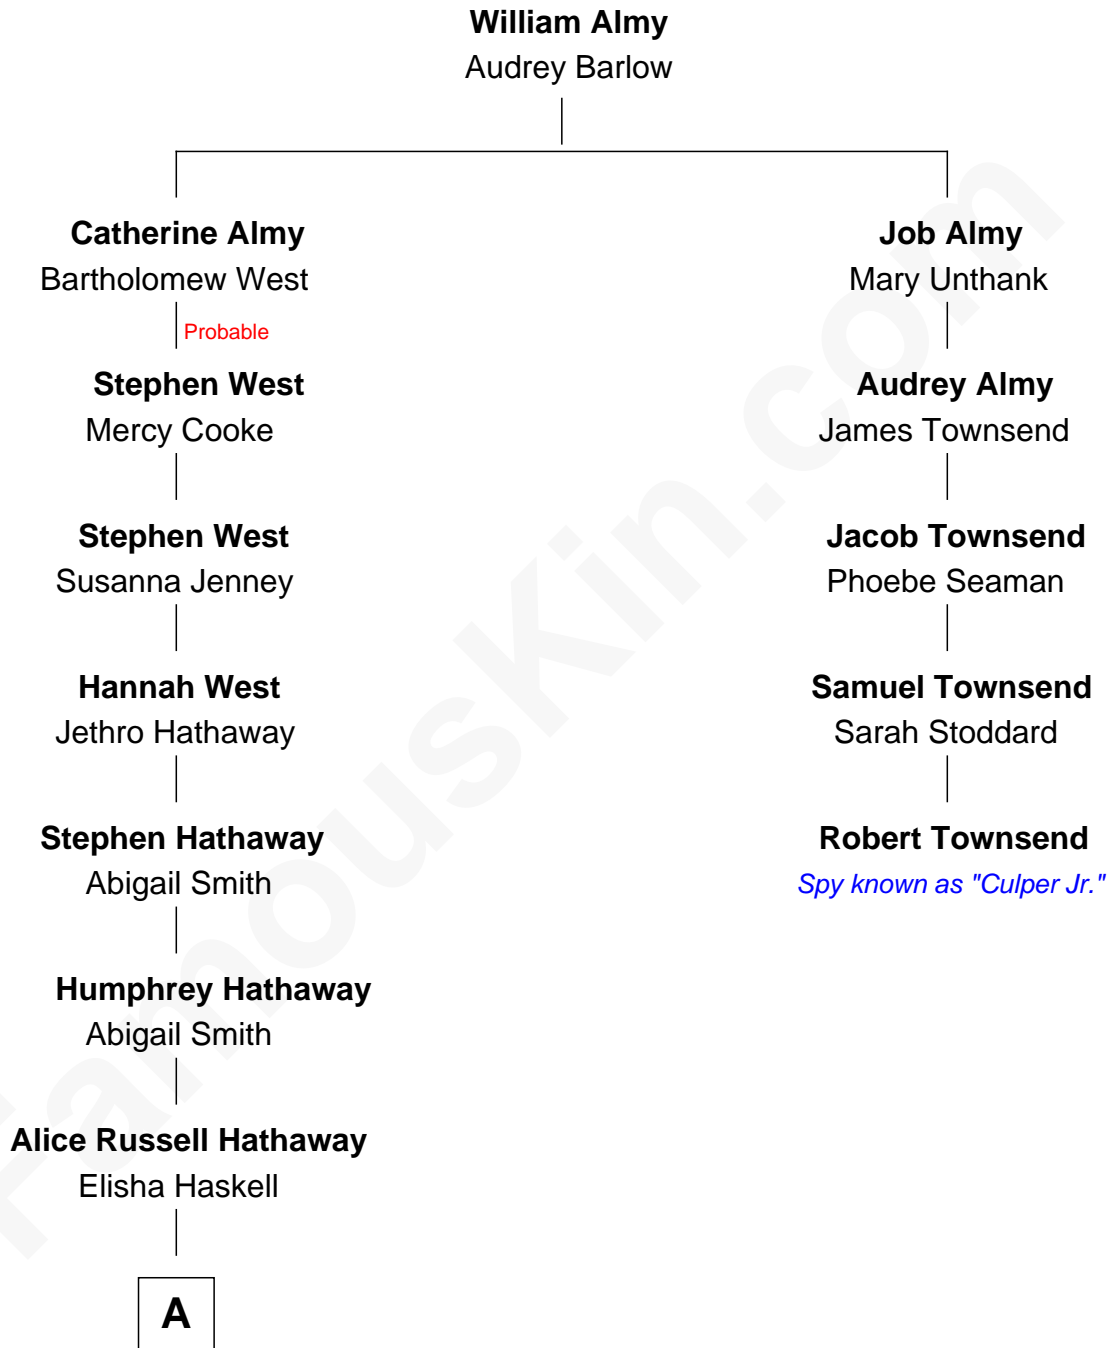 William Almy
Audrey Barlow
Catherine Almy
Bartholomew West
Probable
Stephen West
Mercy Cooke
Stephen West
Susanna Jenney
Hannah West
Jethro Hathaway
Stephen Hathaway
Abigail Smith
Humphrey Hathaway
Abigail Smith
Alice Russell Hathaway
Elisha Haskell
A
Job Almy
Mary Unthank
Audrey Almy
James Townsend
Jacob Townsend
Phoebe Seaman
Samuel Townsend
Sarah Stoddard
Robert Townsend
Spy known as "Culper Jr."
FamousKin.com